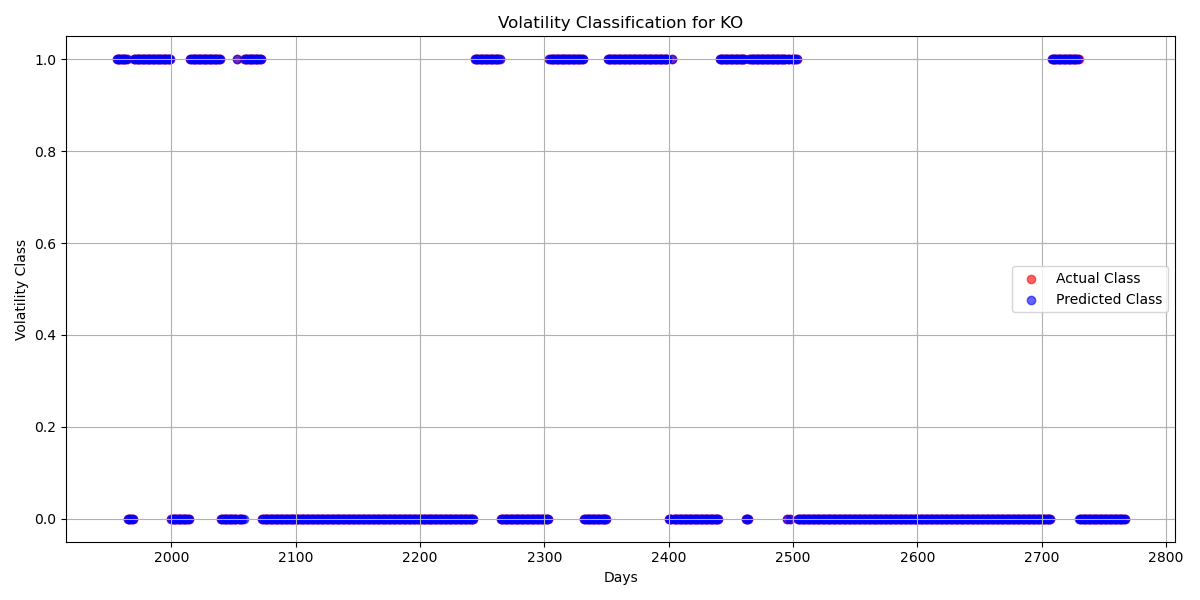 Volatility Classification for KO
1.0
0.8
0.6
0.4
0.2
0.0
Volatility Class
Actual Class
Predicted Class
2000 2100 2200 2300 2400 2500 2600 2700 2800
Days